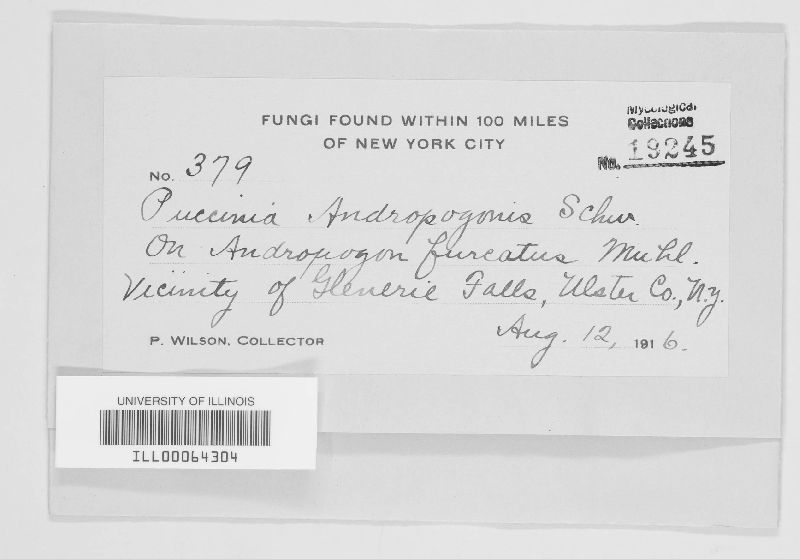 FUNGI FOUND WITHIN 100 MILES
OF NEW YORK CITY
Mycological
Collections
No. 19245
No. 379
Puccinia Andropogonis Schw.
On Andropogon furcatus Muhl.
Vicinity of Glenerie Falls, Ulster Co., N.Y.
P. WILSON, COLLECTOR
Aug. 12, 1916.
UNIVERSITY OF ILLINOIS
ILL00064304